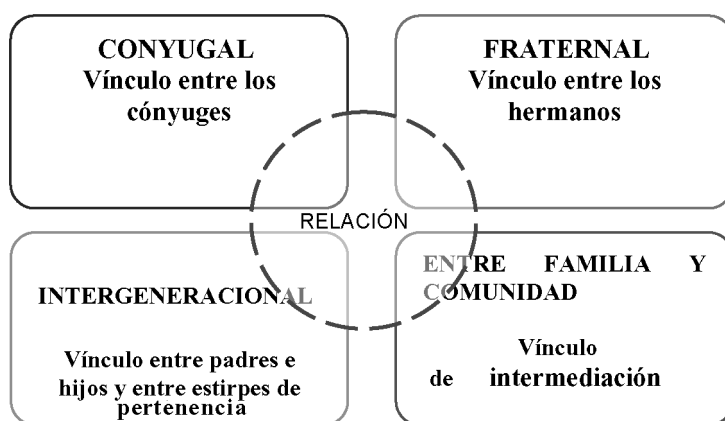 CONYUGAL
Vínculo entre los
cónyuges
FRATERNAL
Vínculo entre los
hermanos
RELACIÓN
INTERGENERACIONAL
Vínculo entre padres e
hijos y entre estirpes de
pertenencia
ENTRE FAMILIA Y
COMUNIDAD
Vínculo
de intermediación